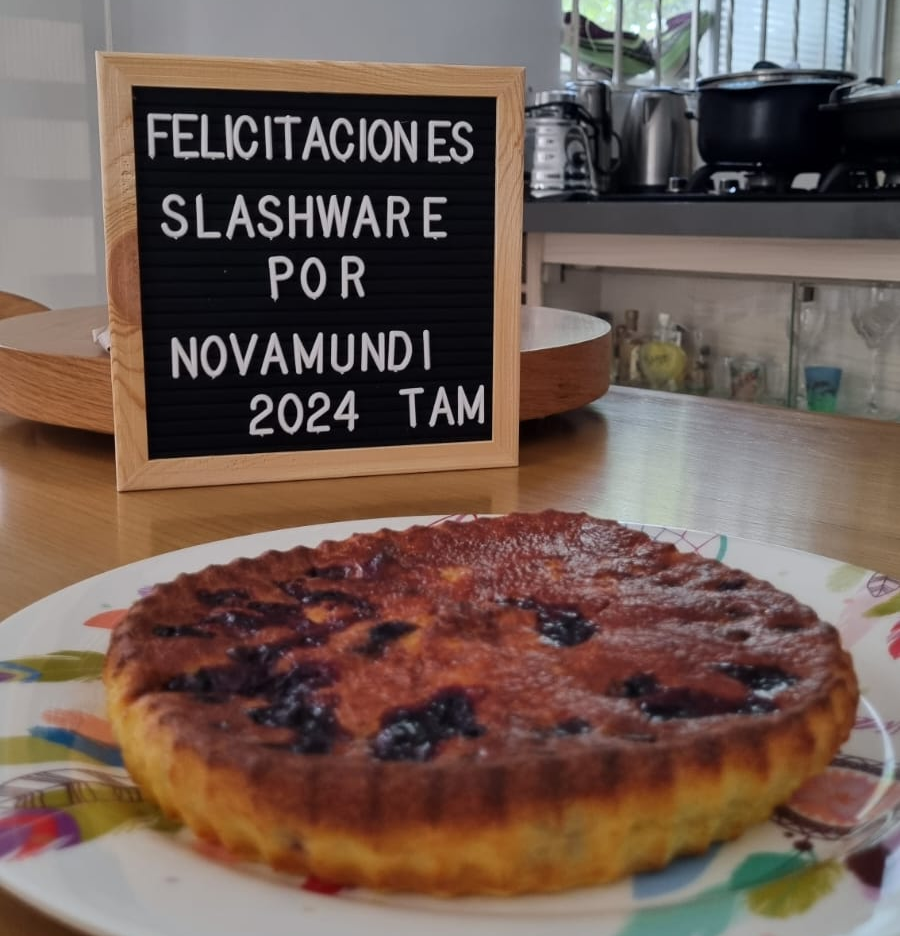 FELICITACIONES
SLASHWARE
POR
NOVAMUNDI
2024 TAM